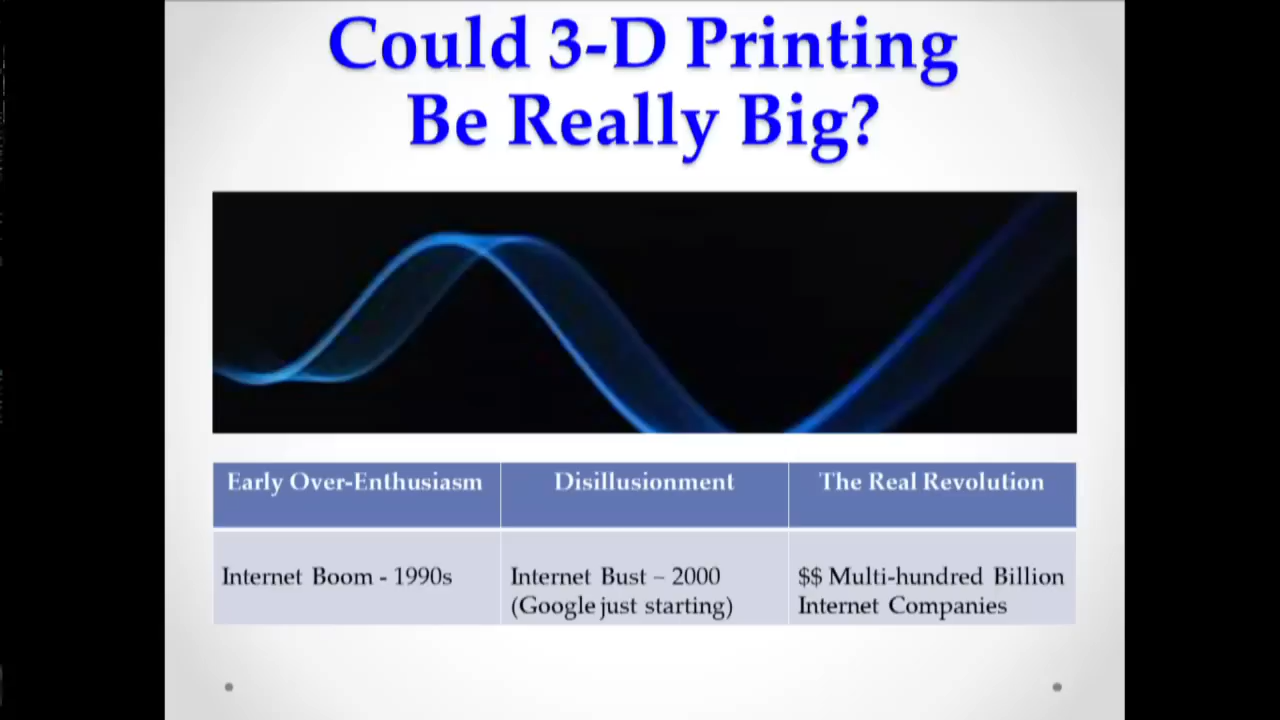 Could 3-D Printing
Be Really Big?
Early Over-Enthusiasm
Disillusionment
The Real Revolution
Internet Boom - 1990s
Internet Bust – 2000
(Google just starting)
$$ Multi-hundred Billion
Internet Companies